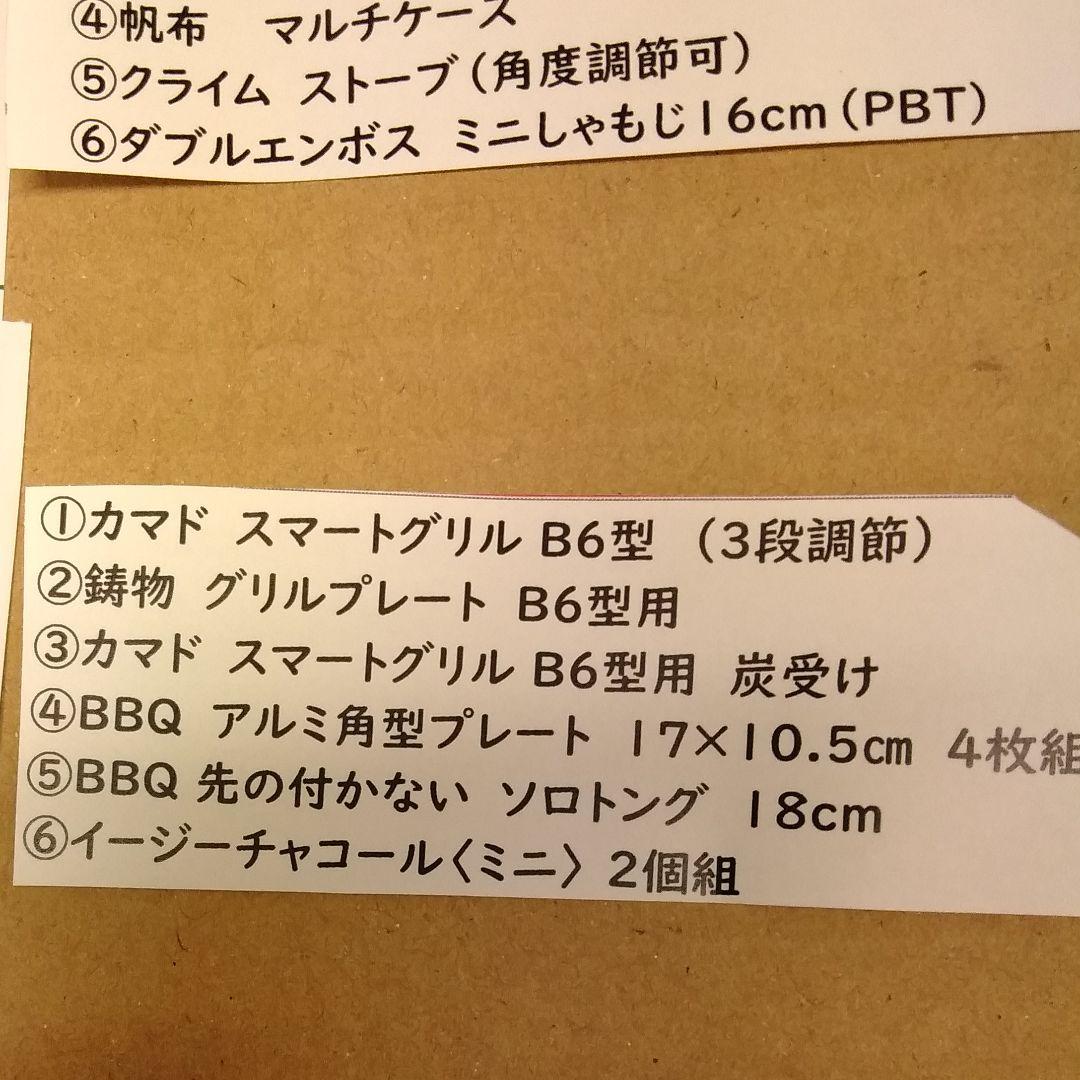 ④帆布 マルチケース
⑤クライム ストーブ(角度調節可)
⑥ダブルエンボス ミニしゃもじ16cm(PBT)
①カマド スマートグリル B6型 (3段調節)
②鋳物 グリルプレート B6型用
③カマド スマートグリル B6型用 炭受け
④BBQ アルミ角型プレート 17×10.5㎝ 4枚組
⑤BBQ 先の付かない ソロトング 18cm
⑥イージーチャコール〈ミニ〉 2個組